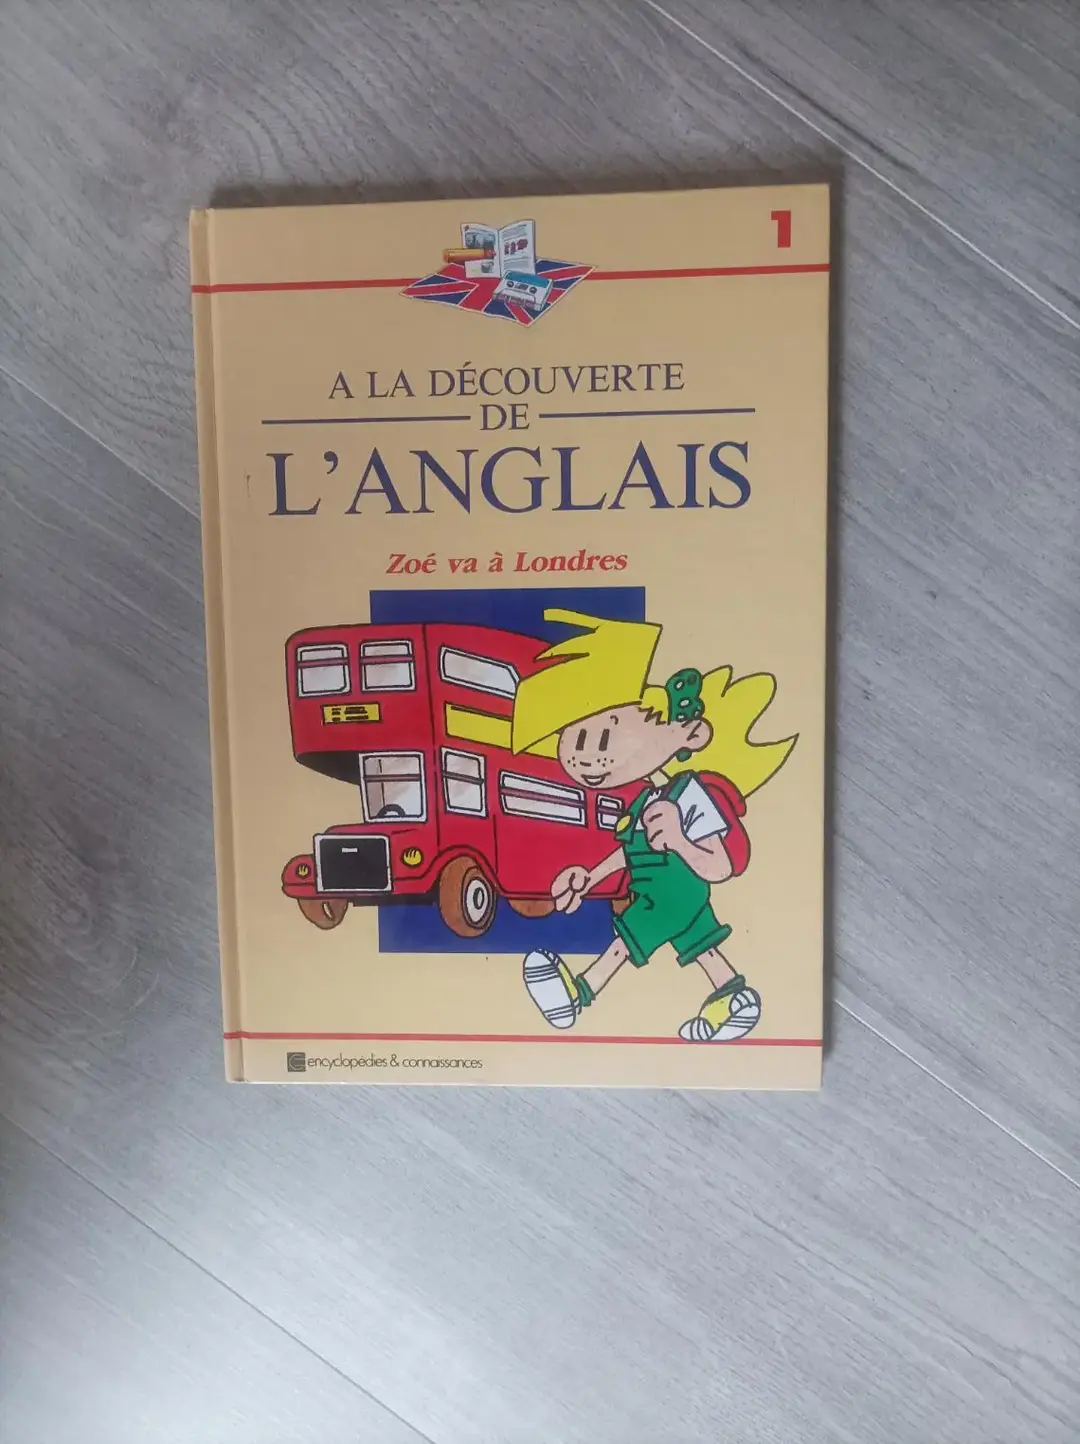 1
A LA DÉCOUVERTE
DE
L'ANGLAIS
Zoé va à Londres
encyclopédies & connaissances